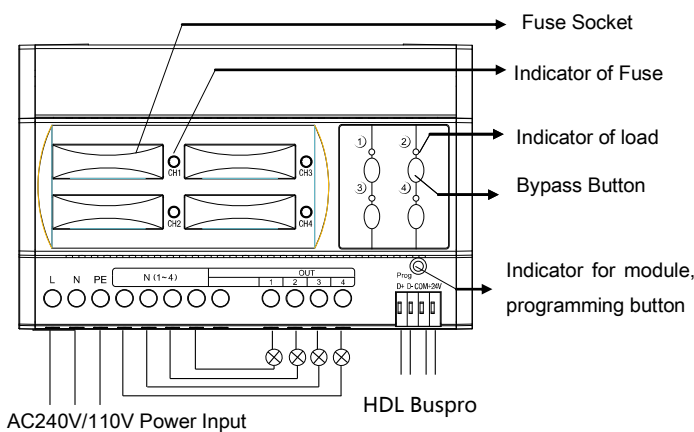 Fuse Socket
Indicator of Fuse
1) 2)
Indicator of load
CH1 CH3
Bypass Button
3) 4)
CH2 CH4
Indicator for module,
programming button
L N PE N (1~4) OUT
1 2 3 4
Prog
D+ D- COM +24V
HDL Buspro
AC240V/110V Power Input